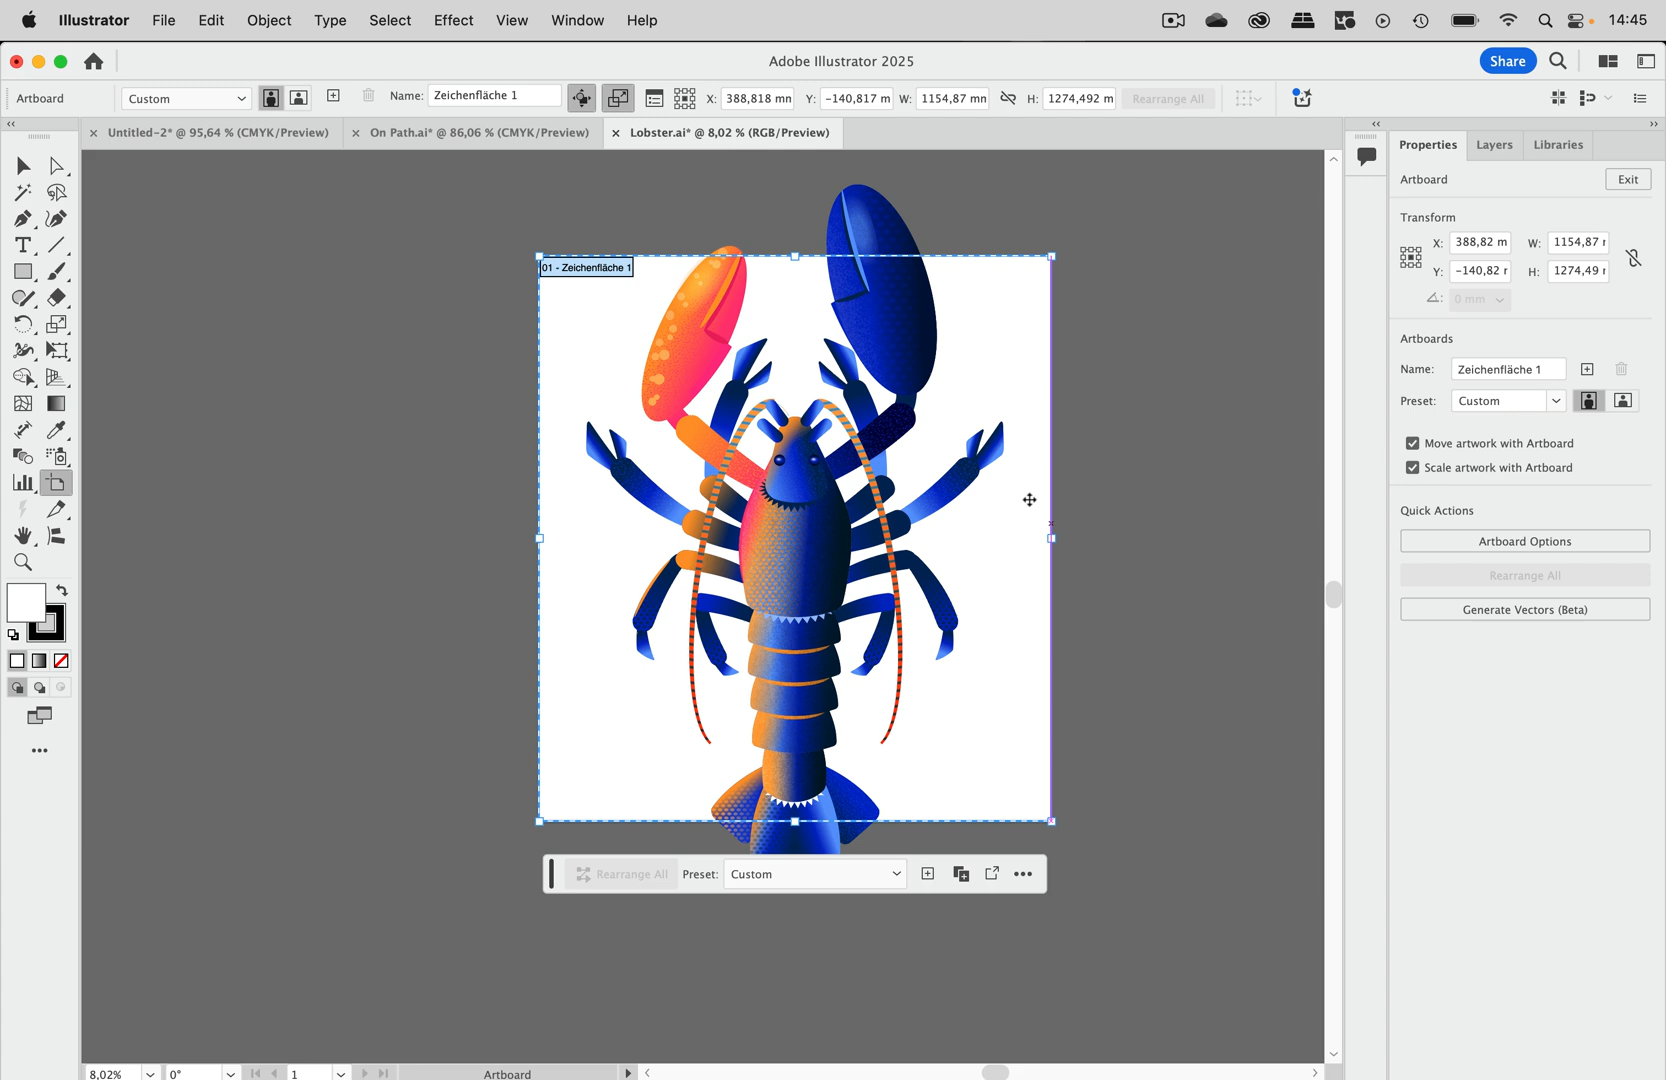 Illustrator File Edit Object Type Select Effect View Window Help 14:45
Adobe Illustrator 2025 Share
Artboard Custom Name: Zeichenfläche 1 X: 388,818 mm Y: -140,817 m W: 1154,87 mm H: 1274,492 m Rearrange All
Untitled-2* @ 95,64 % (CMYK/Preview) On Path.ai* @ 86,06 % (CMYK/Preview) Lobster.ai* @ 8,02 % (RGB/Preview)
Properties Layers Libraries
Artboard Exit
Transform
X: 388,82 m W: 1154,87 r
Y: -140,82 r H: 1274,49 r
0 mm
01 - Zeichenfläche 1
Artboards
Name: Zeichenfläche 1
Preset: Custom
Move artwork with Artboard
Scale artwork with Artboard
Quick Actions
Artboard Options
Rearrange All
Generate Vectors (Beta)
Rearrange All Preset: Custom
8,02% 0° 1 Artboard